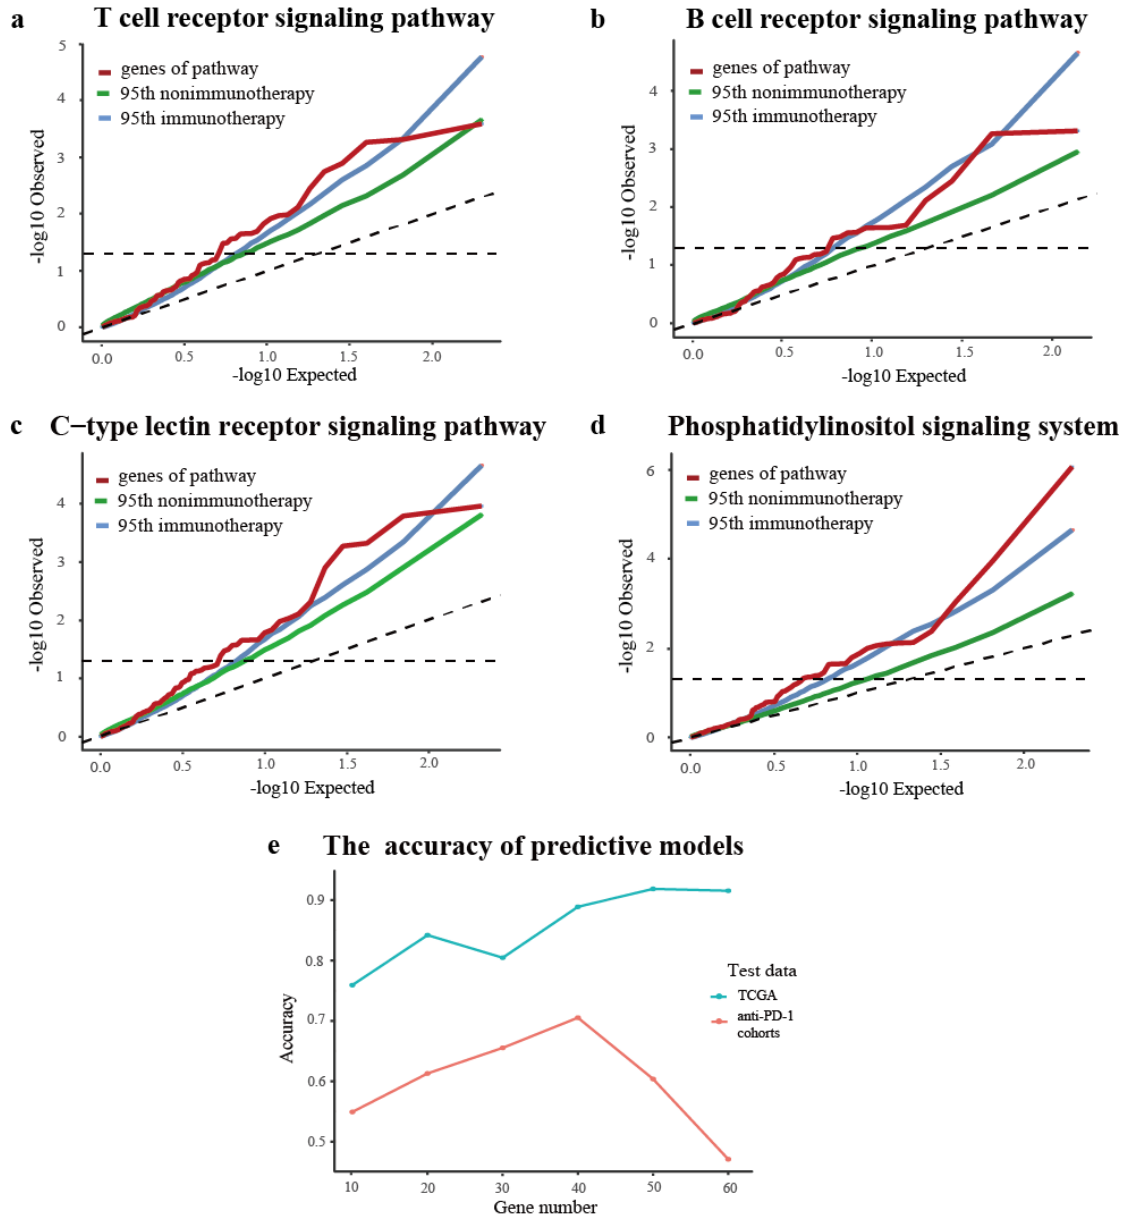 a T cell receptor signaling pathway
5
4
3
2
1
0
-log10 Observed
genes of pathway
95th nonimmunotherapy
95th immunotherapy
0.0 0.5 1.0 1.5 2.0
-log10 Expected
b B cell receptor signaling pathway
4
3
2
1
0
-log10 Observed
genes of pathway
95th nonimmunotherapy
95th immunotherapy
0.0 0.5 1.0 1.5 2.0
-log10 Expected
c C−type lectin receptor signaling pathway
4
3
2
1
0
-log10 Observed
genes of pathway
95th nonimmunotherapy
95th immunotherapy
0.0 0.5 1.0 1.5 2.0
-log10 Expected
d Phosphatidylinositol signaling system
6
4
2
0
-log10 Observed
genes of pathway
95th nonimmunotherapy
95th immunotherapy
0.0 0.5 1.0 1.5 2.0
-log10 Expected
e The accuracy of predictive models
0.9
0.8
0.7
0.6
0.5
Accuracy
Test data
TCGA
anti-PD-1
cohorts
10 20 30 40 50 60
Gene number